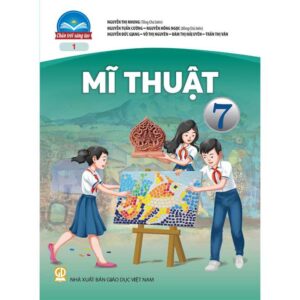 NGUYỄN THỊ NHUNG (Tổng Chủ biên)
NGUYỄN TUẤN CƯỜNG – NGUYỄN HỒNG NGỌC (đồng Chủ biên)
NGUYỄN ĐỨC GIANG – VÕ THỊ NGUYÊN – ĐÀM THỊ HẢI UYÊN – TRẦN THỊ VÂN
Chân trời sáng tạo
1
MĨ THUẬT
7
GD
NHÀ XUẤT BẢN GIÁO DỤC VIỆT NAM